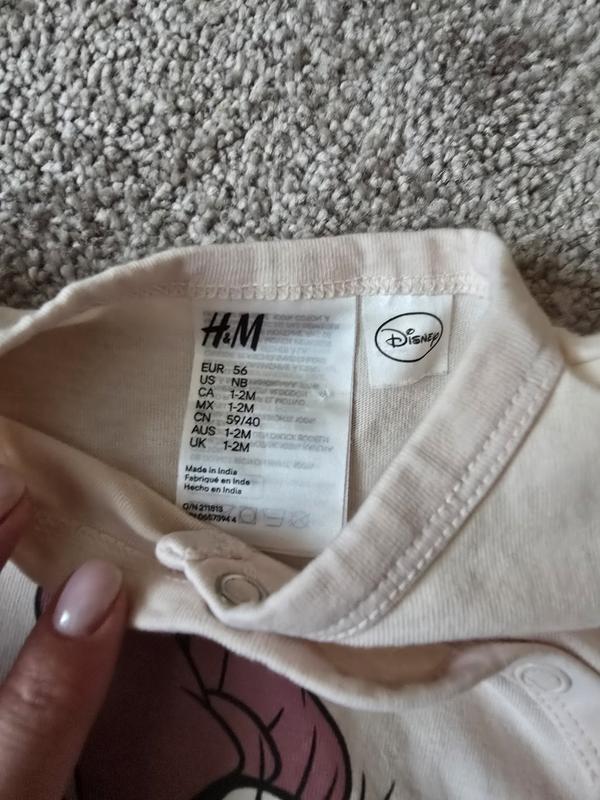 H&M
EUR 56
US NB
CA 1-2M
MX 1-2M
CN 59/40
AUS 1-2M
UK 1-2M
Made in India
Fabriqué en Inde
Hecho en India
O/N 211813
Disney